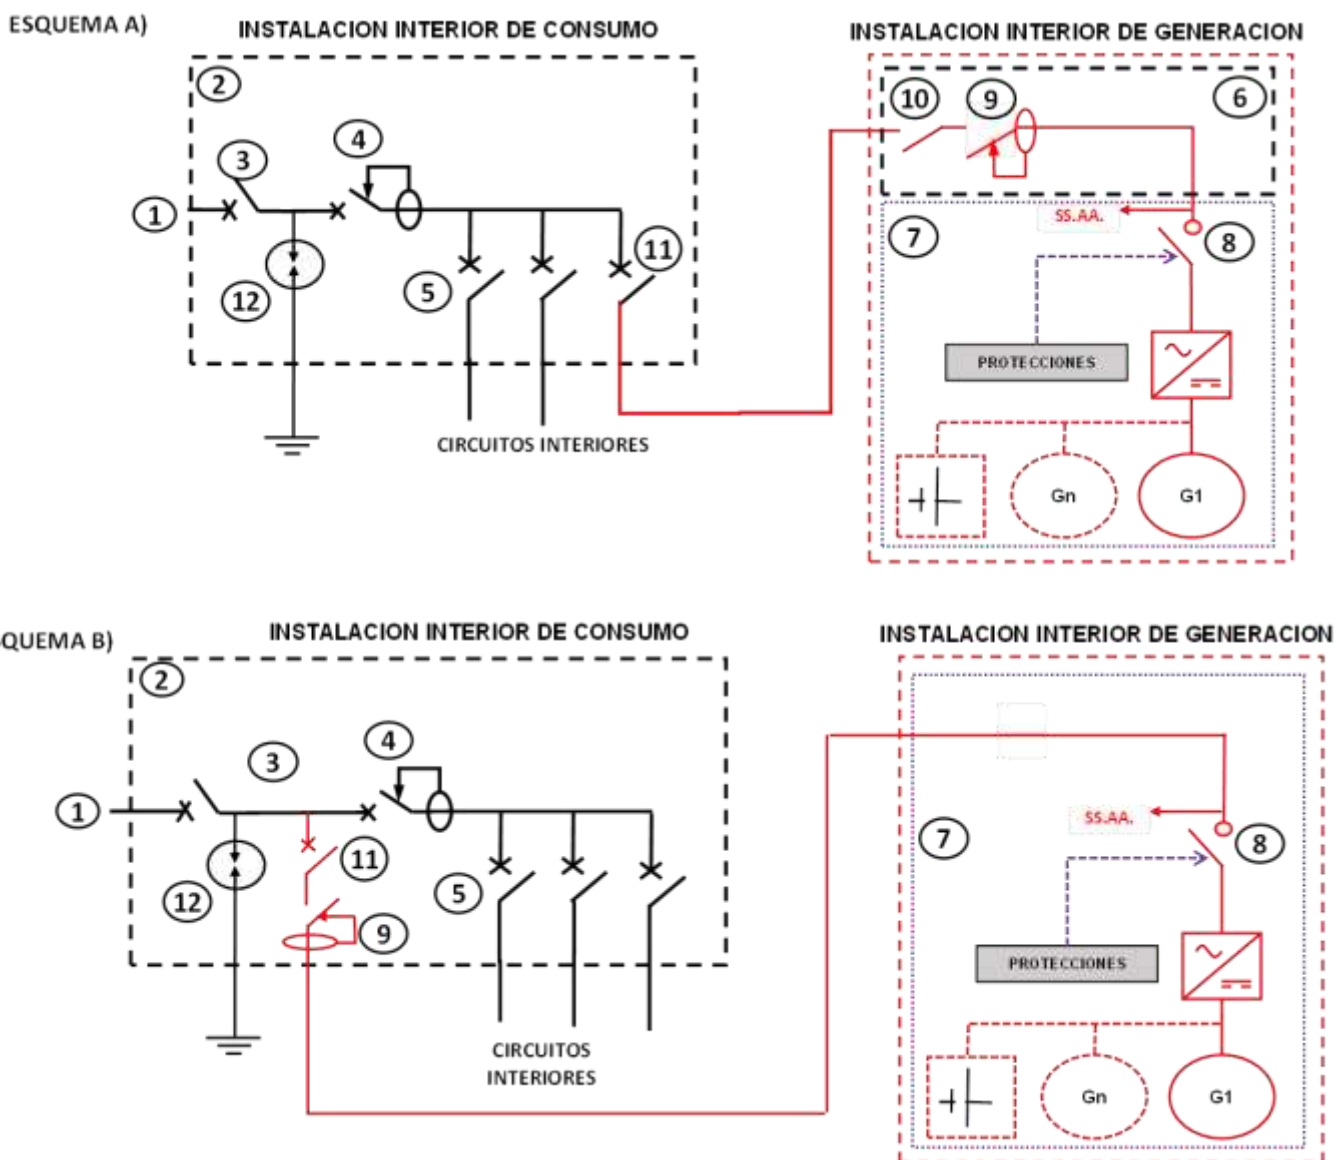 ESQUEMA A)
INSTALACION INTERIOR DE CONSUMO
INSTALACION INTERIOR DE GENERACION
2
10
9
6
4
3
1
11
SS.AA.
7
8
12
5
PROTECCIONES
CIRCUITOS INTERIORES
Gn
G1
QUEMA B)
INSTALACION INTERIOR DE CONSUMO
INSTALACION INTERIOR DE GENERACION
2
4
3
1
SS.AA.
7
8
11
12
5
9
PROTECCIONES
CIRCUITOS
INTERIORES
Gn
G1